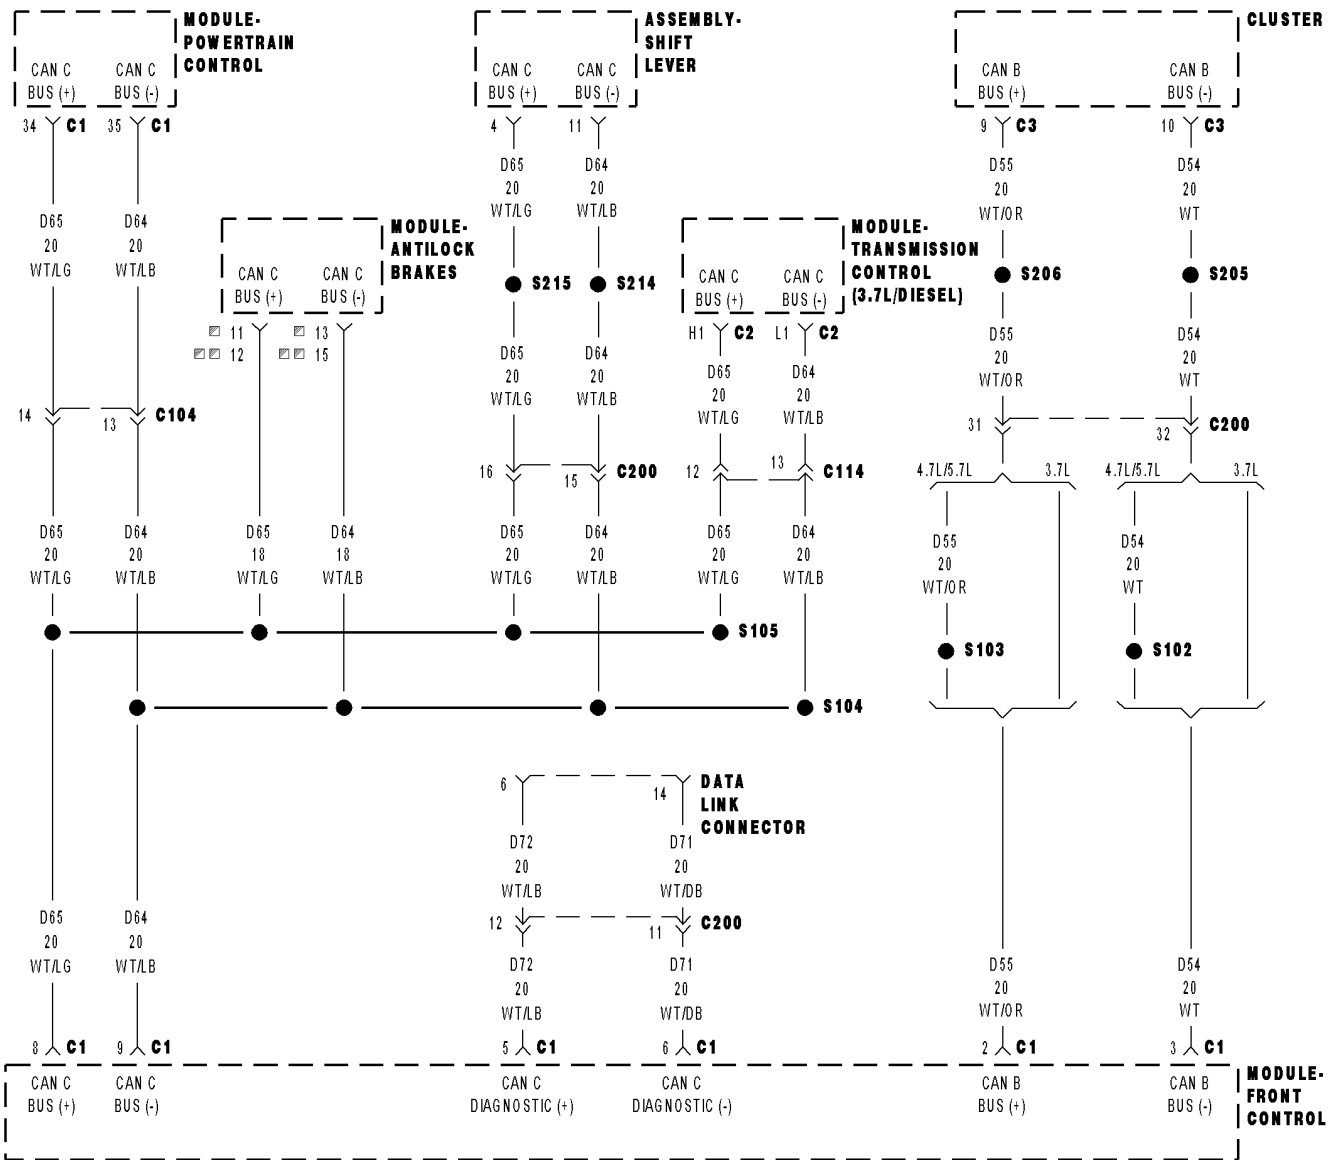 MODULE-
POWERTRAIN
CONTROL
CAN C
BUS (+)
CAN C
BUS (-)
34
C1
35
C1
D65
20
WT/LG
D64
20
WT/LB
14
13
C104
D65
20
WT/LG
D64
20
WT/LB
MODULE-
ANTILOCK
BRAKES
CAN C
BUS (+)
CAN C
BUS (-)
11
12
13
15
D65
18
WT/LG
D64
18
WT/LB
ASSEMBLY-
SHIFT
LEVER
CAN C
BUS (+)
CAN C
BUS (-)
4
11
D65
20
WT/LG
D64
20
WT/LB
S215
S214
D65
20
WT/LG
D64
20
WT/LB
16
15
C200
D65
20
WT/LG
D64
20
WT/LB
MODULE-
TRANSMISSION
CONTROL
(3.7L/DIESEL)
CAN C
BUS (+)
CAN C
BUS (-)
H1
C2
L1
C2
D65
20
WT/LG
D64
20
WT/LB
12
13
C114
D65
20
WT/LG
D64
20
WT/LB
S105
S104
CLUSTER
CAN B
BUS (+)
CAN B
BUS (-)
9
C3
10
C3
D55
20
WT/OR
D54
20
WT
S206
S205
D55
20
WT/OR
D54
20
WT
31
32
C200
4.7L/5.7L
3.7L
4.7L/5.7L
3.7L
D55
20
WT/OR
D54
20
WT
S103
S102
6
14
DATA
LINK
CONNECTOR
D72
20
WT/LB
D71
20
WT/DB
12
11
C200
D65
20
WT/LG
D64
20
WT/LB
D72
20
WT/LB
D71
20
WT/DB
D55
20
WT/OR
D54
20
WT
8
C1
9
C1
5
C1
6
C1
2
C1
3
C1
CAN C
BUS (+)
CAN C
BUS (-)
CAN C
DIAGNOSTIC (+)
CAN C
DIAGNOSTIC (-)
CAN B
BUS (+)
CAN B
BUS (-)
MODULE-
FRONT
CONTROL